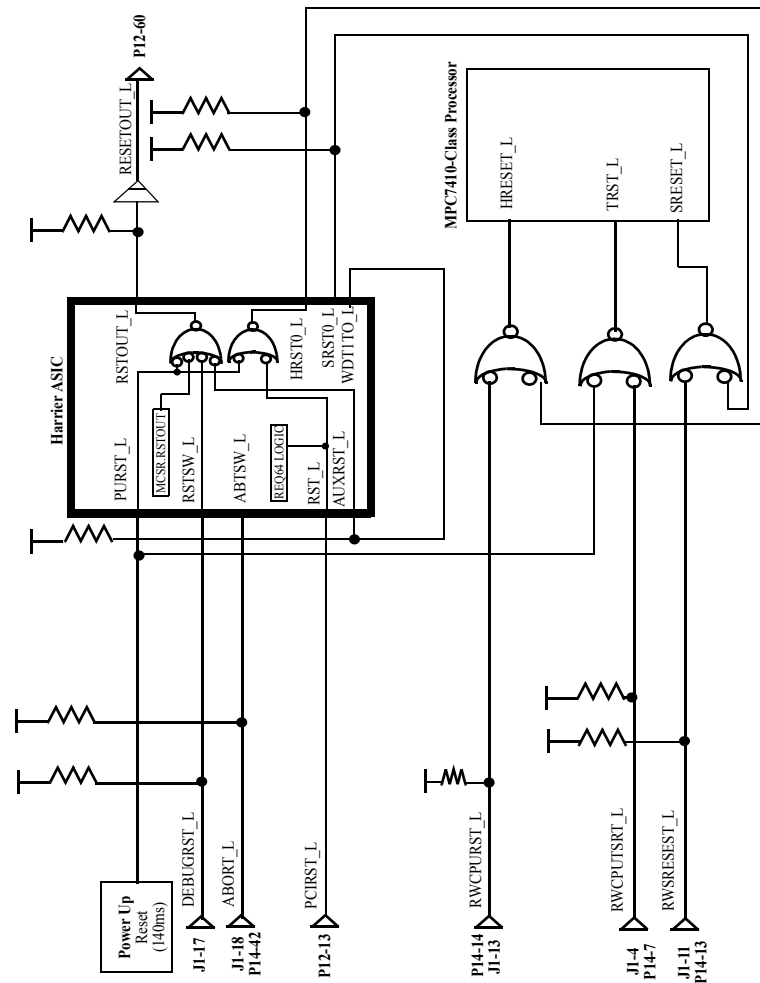 P12-60
RESETOUT_L
MPC7410-Class Processor
HRESET_L
TRST_L
SRESET_L
Harrier ASIC
RSTOUT_L
HRST0_L
SRST0_L
WDT1TO_L
PURST_L
MCSR.RSTOUT
RSTSW_L
ABTSW_L
REQ64 LOGIC
RST_L
AUXRST_L
Power Up
Reset
(140ms)
DEBUGRST_L
J1-17
ABORT_L
J1-18
P14-42
PCIRST_L
P12-13
RWCPURST_L
P14-14
J1-13
RWCPUTSRT_L
J1-4
P14-7
RWSRESEST_L
J1-11
P14-13